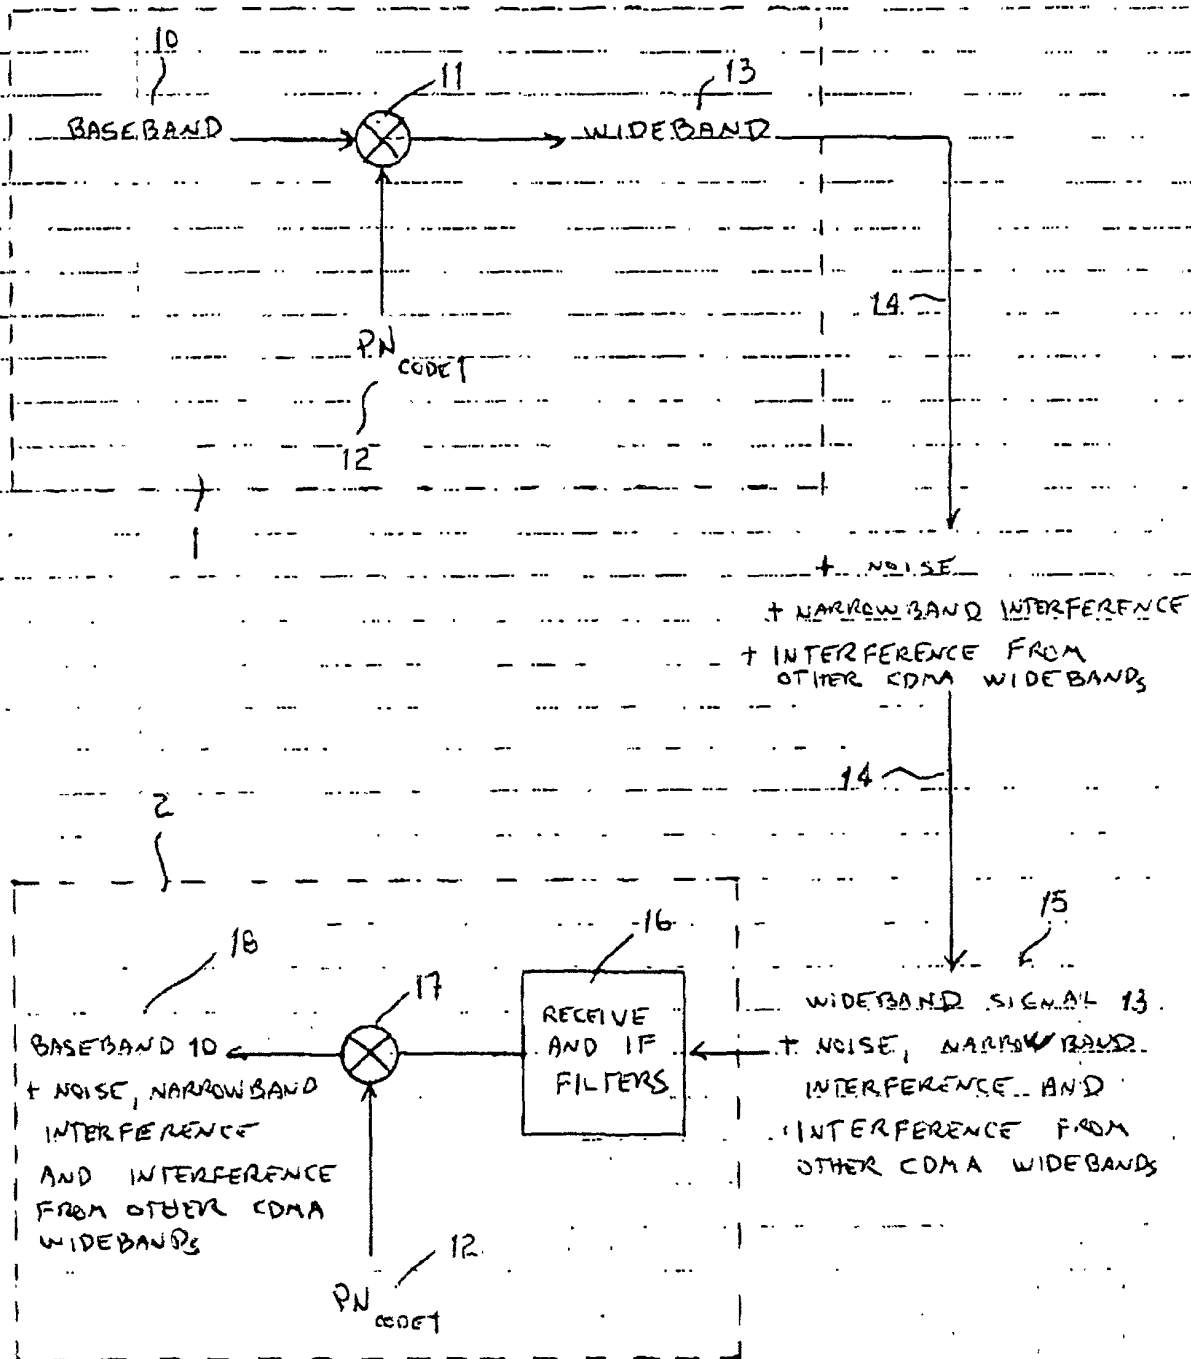 10
11
13
BASEBAND
WIDEBAND
14
PN CODE1
12
1
+ NOISE
+ NARROWBAND INTERFERENCE
+ INTERFERENCE FROM
OTHER CDMA WIDEBANDS
14
2
15
16
18
17
WIDEBAND SIGNAL 13
+ NOISE, NARROWBAND
INTERFERENCE AND
INTERFERENCE FROM
OTHER CDMA WIDEBANDS
RECEIVE
AND IF
FILTERS
BASEBAND 10
+ NOISE, NARROWBAND
INTERFERENCE
AND INTERFERENCE
FROM OTHER CDMA
WIDEBANDS
12
PN CODE1